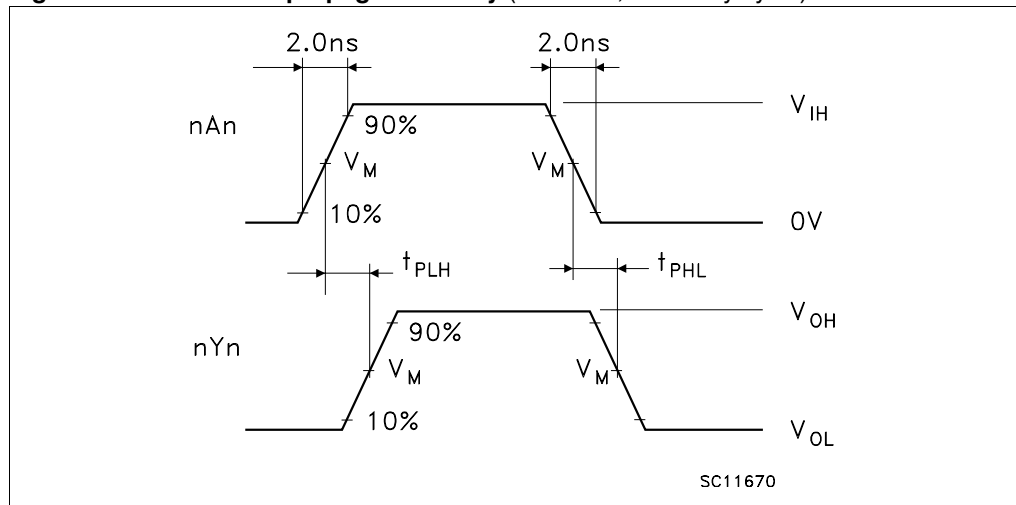 2.0ns 2.0ns
nAn 90% V_IH
V_M V_M
10% 0V
t_PLH t_PHL
nYn 90% V_OH
V_M V_M
10% V_OL
SC11670